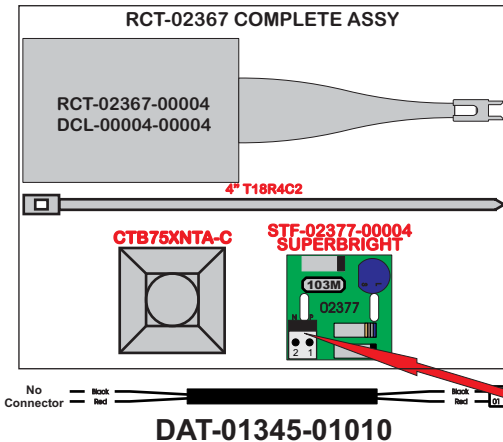 RCT-02367 COMPLETE ASSY
RCT-02367-00004
DCL-00004-00004
4" T18R4C2
CTB75XNTA-C
STF-02377-00004
SUPERBRIGHT
103M
02377
N P
2 1
No
Connector
Black
Red
Black
Red
01
DAT-01345-01010